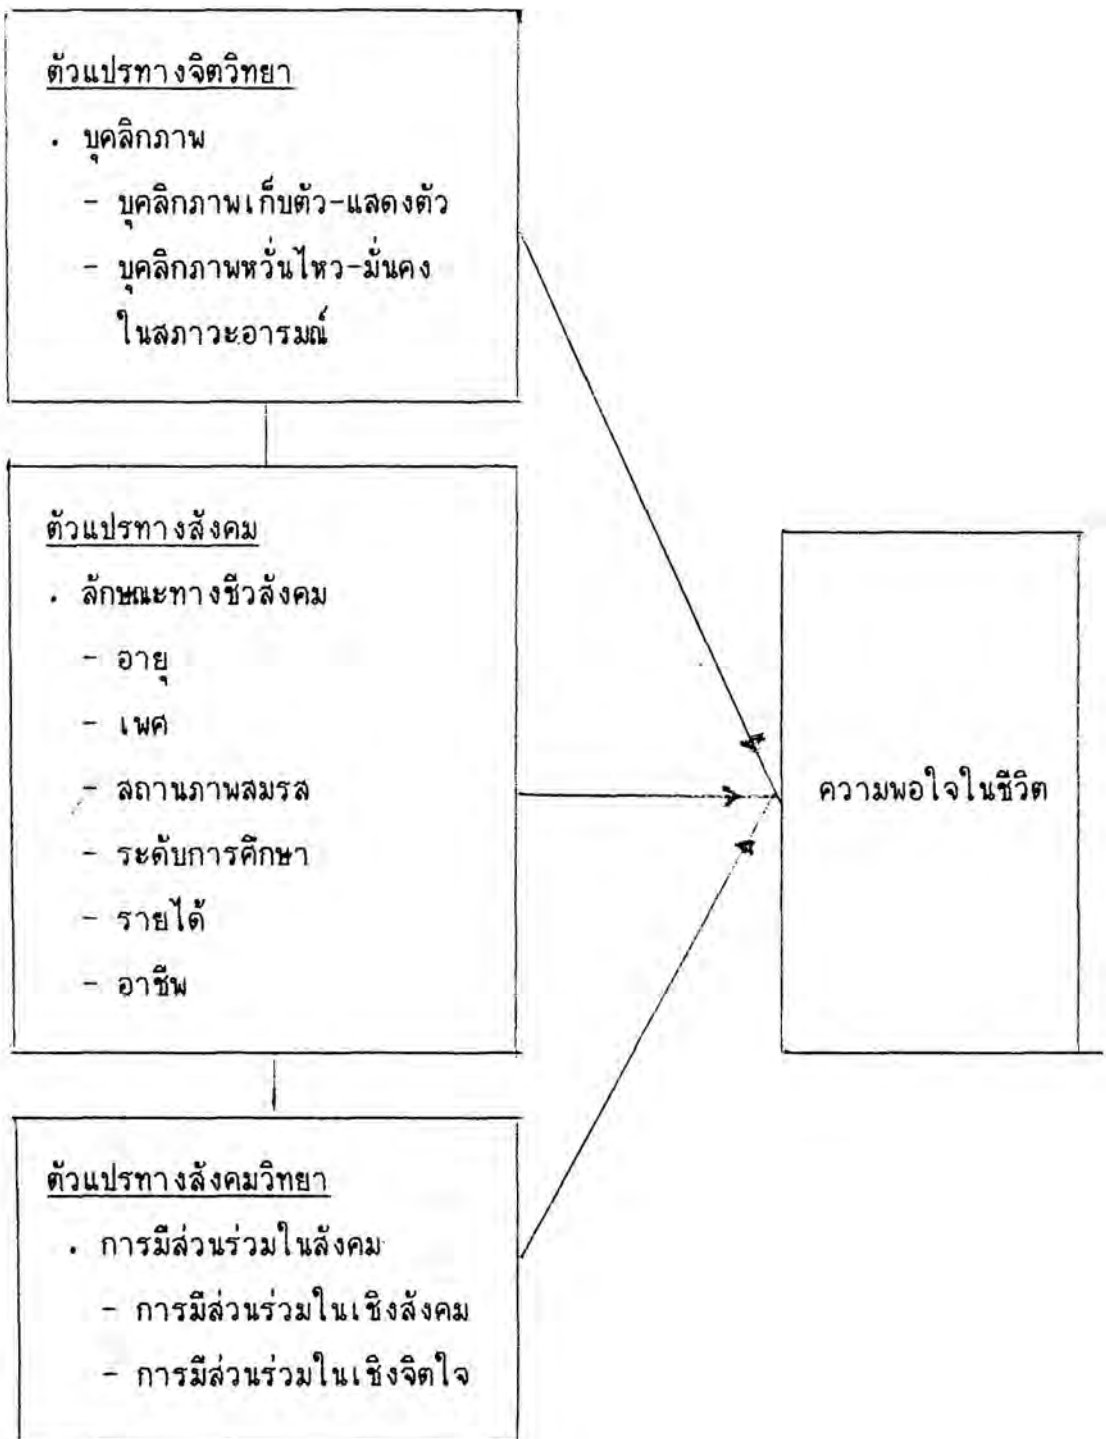 ตัวแปรทางจิตวิทยา
. บุคลิกภาพ
- บุคลิกภาพเก็บตัว-แสดงตัว
- บุคลิกภาพหวั่นไหว-มั่นคง
ในสภาวะอารมณ์
ตัวแปรทางสังคม
. ลักษณะทางชีวสังคม
- อายุ
- เพศ
- สถานภาพสมรส
- ระดับการศึกษา
- รายได้
- อาชีพ
ความพอใจในชีวิต
ตัวแปรทางสังคมวิทยา
. การมีส่วนร่วมในสังคม
- การมีส่วนร่วมในเชิงสังคม
- การมีส่วนร่วมในเชิงจิตใจ